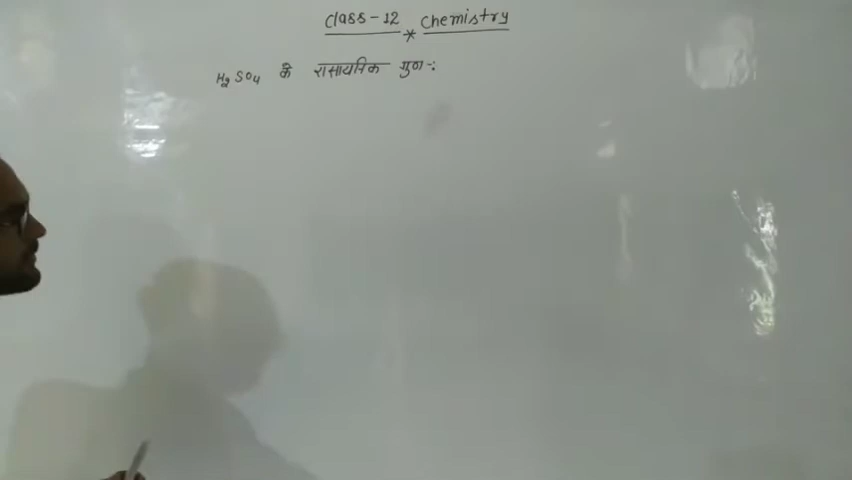 Class-12 * Chemistry
H2SO4 के रासायनिक गुण:-